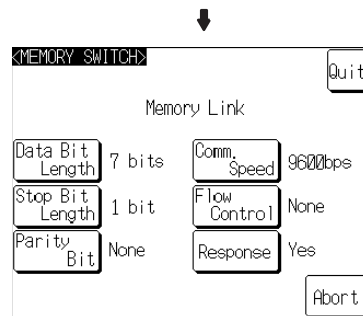 <MEMORY SWITCH>
Quit
Memory Link
Data Bit
Length
7 bits
Comm.
Speed
9600bps
Stop Bit
Length
1 bit
Flow
Control
None
Parity
Bit
None
Response
Yes
Abort